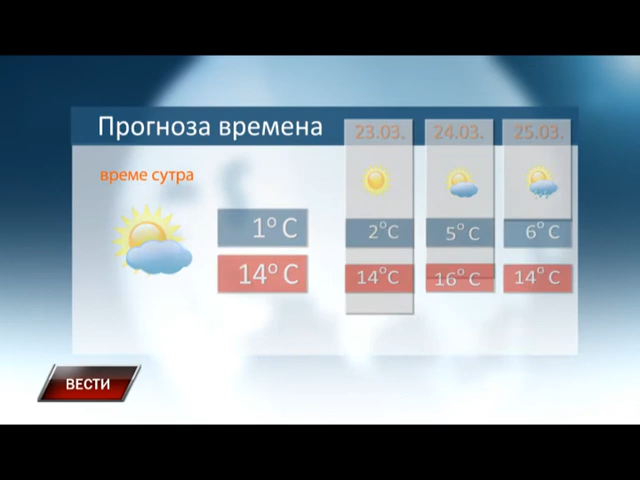 Прогноза времена
23.03. 24.03. 25.03.
време сутра
1°C 2°C 5°C 6°C
14°C 14°C 16°C 14°C
ВЕСТИ